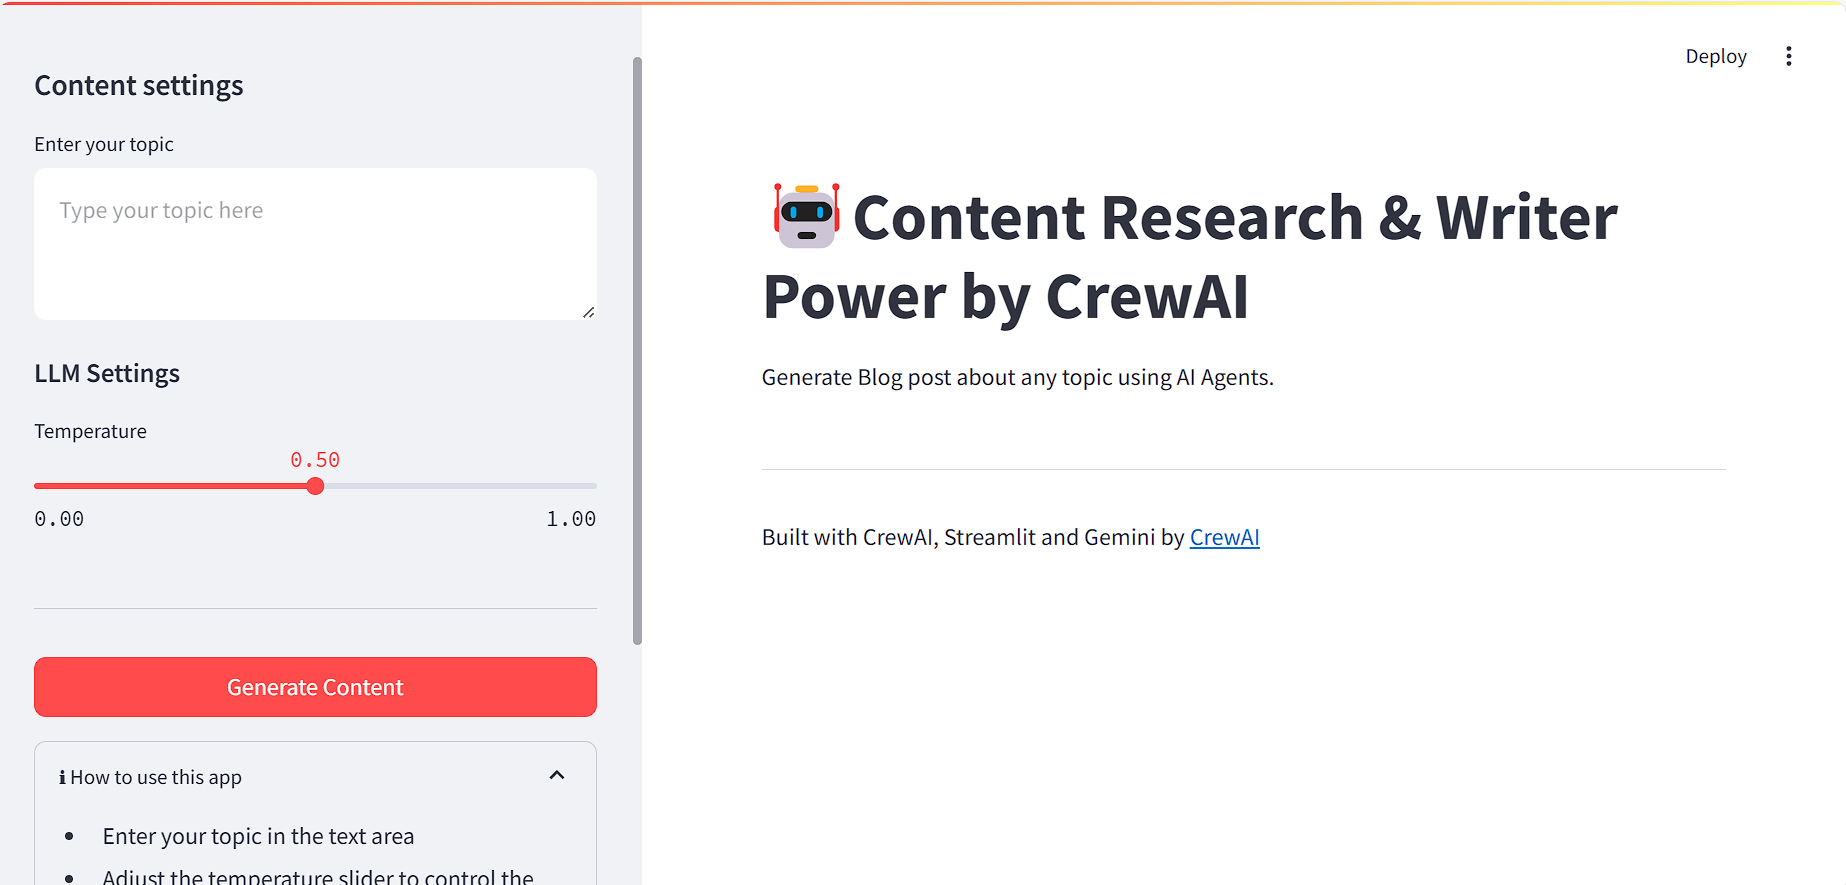 Content settings
Enter your topic
Type your topic here
LLM Settings
Temperature
0.50
0.00 1.00
Generate Content
ℹ How to use this app
• Enter your topic in the text area
• Adjust the temperature slider to control the
Deploy
Content Research & Writer
Power by CrewAI
Generate Blog post about any topic using AI Agents.
Built with CrewAI, Streamlit and Gemini by CrewAI